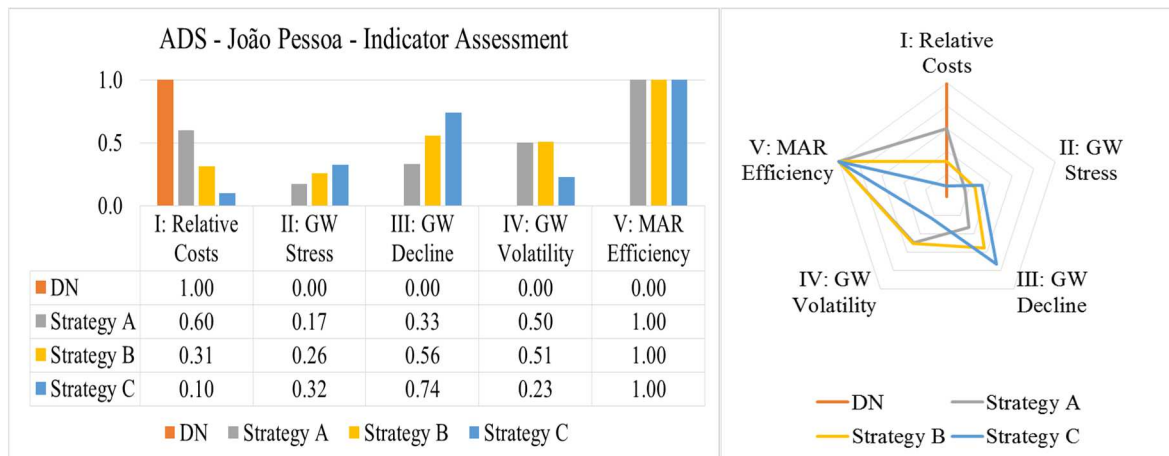 ADS - João Pessoa - Indicator Assessment
1.0
0.5
0.0
I: Relative Costs II: GW Stress III: GW Decline IV: GW Volatility V: MAR Efficiency
DN 1.00 0.00 0.00 0.00 0.00
Strategy A 0.60 0.17 0.33 0.50 1.00
Strategy B 0.31 0.26 0.56 0.51 1.00
Strategy C 0.10 0.32 0.74 0.23 1.00
DN Strategy A Strategy B Strategy C
I: Relative
Costs
II: GW
Stress
III: GW
Decline
IV: GW
Volatility
V: MAR
Efficiency
DN Strategy A
Strategy B Strategy C